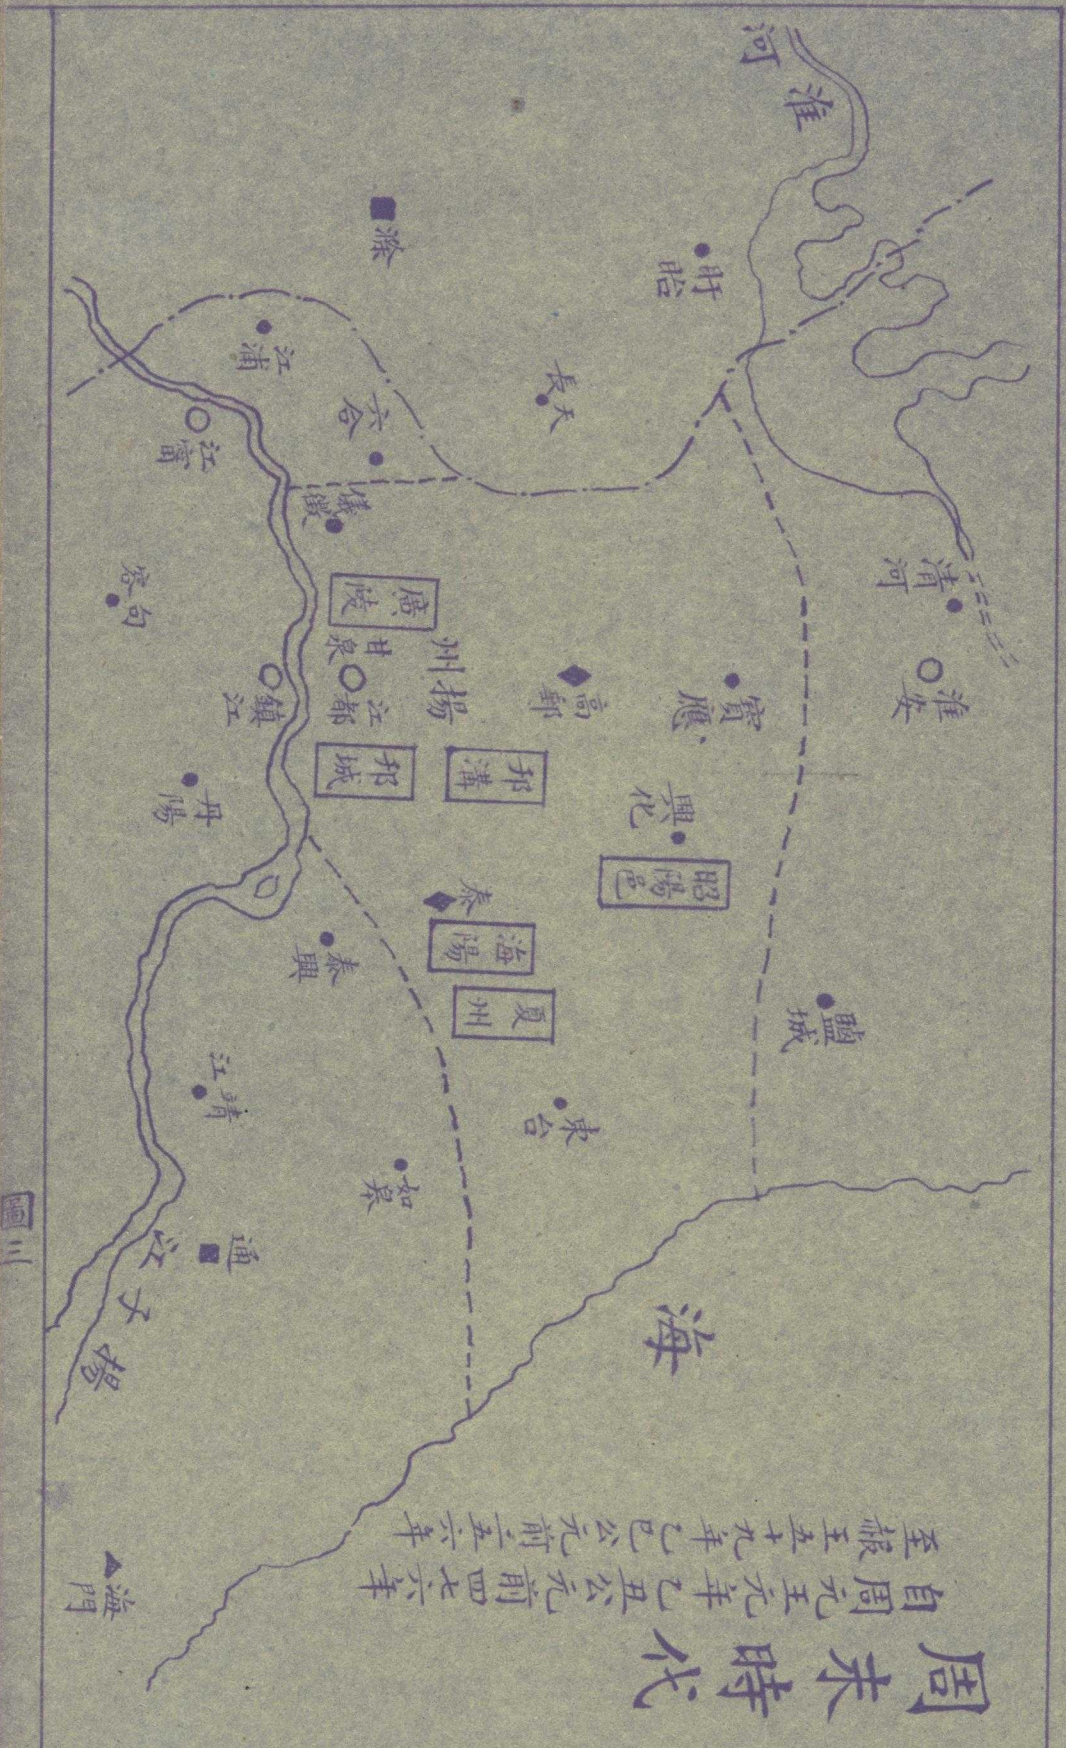 周末時代
自周元王元年乙丑公元前四七六年
至赧王五十九年乙巳公元前二五六年
海
淮河
清河
淮安
鹽城
盱眙
寶應
興化
昭陽邑
東台
天長
高郵
邗溝
海陽
夏州
泰
滁
六合
儀徵
揚州
廣陵
甘泉
江都
邗城
泰興
如皋
江浦
江寧
鎮江
靖江
通
句容
丹陽
揚子江
海門
圖三